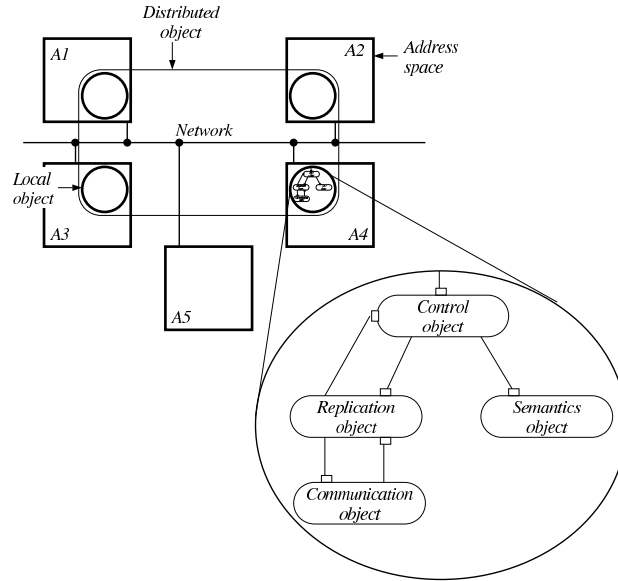 Distributed
object
A1
A2
Address
space
Network
Local
object
A3
A4
A5
Control
object
Replication
object
Semantics
object
Communication
object